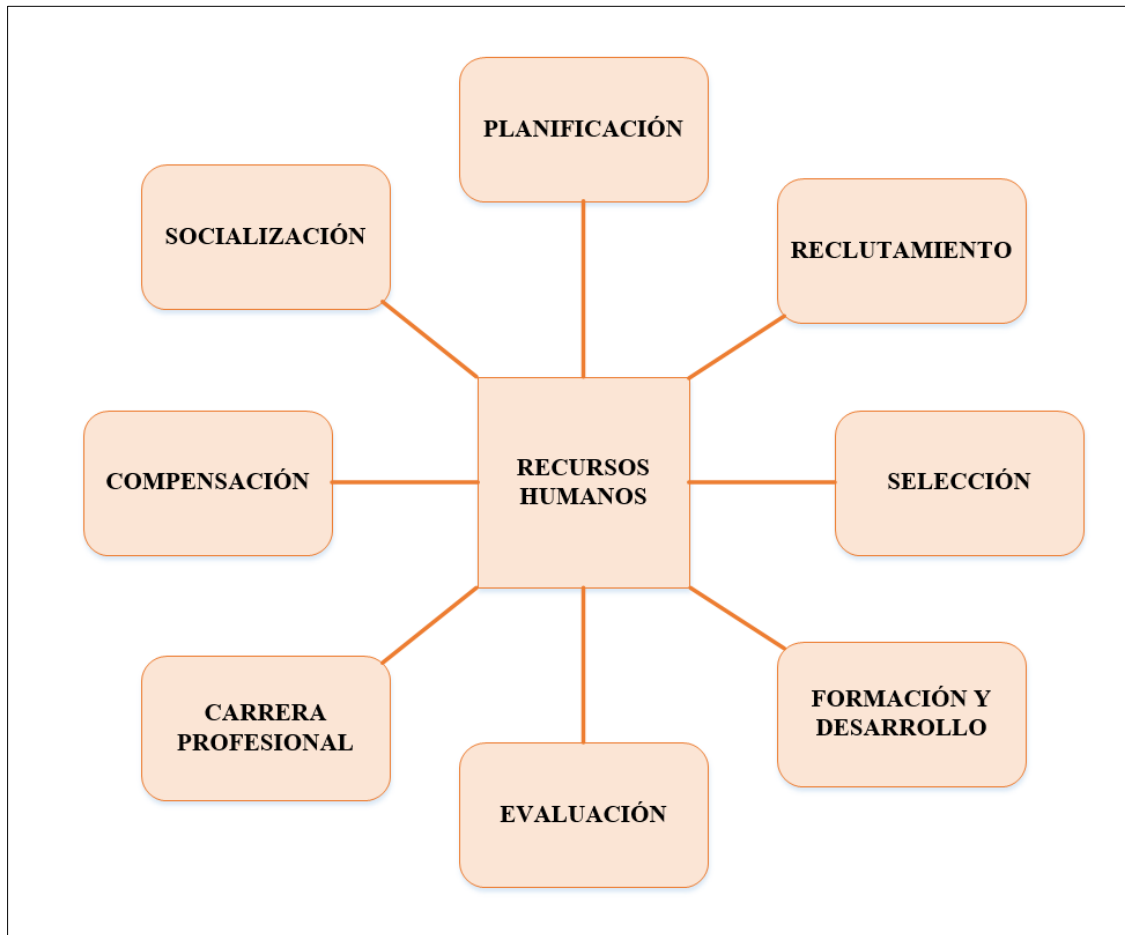 PLANIFICACIÓN
SOCIALIZACIÓN
RECLUTAMIENTO
COMPENSACIÓN
RECURSOS
HUMANOS
SELECCIÓN
CARRERA
PROFESIONAL
FORMACIÓN Y
DESARROLLO
EVALUACIÓN